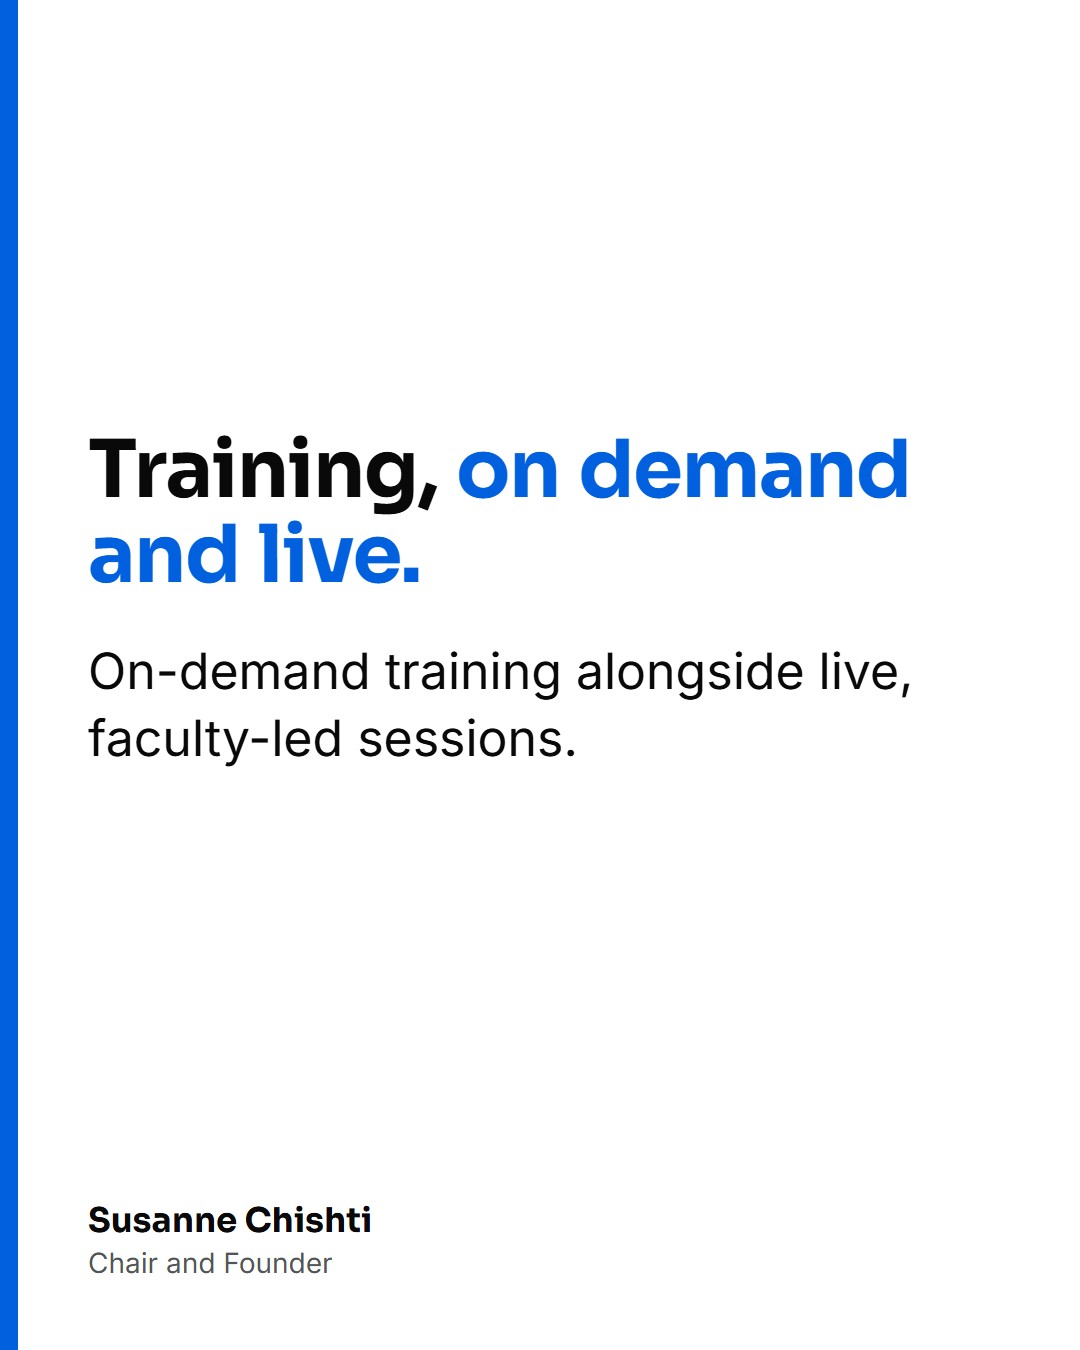 Training, on demand
and live.
On-demand training alongside live,
faculty-led sessions.
Susanne Chishti
Chair and Founder